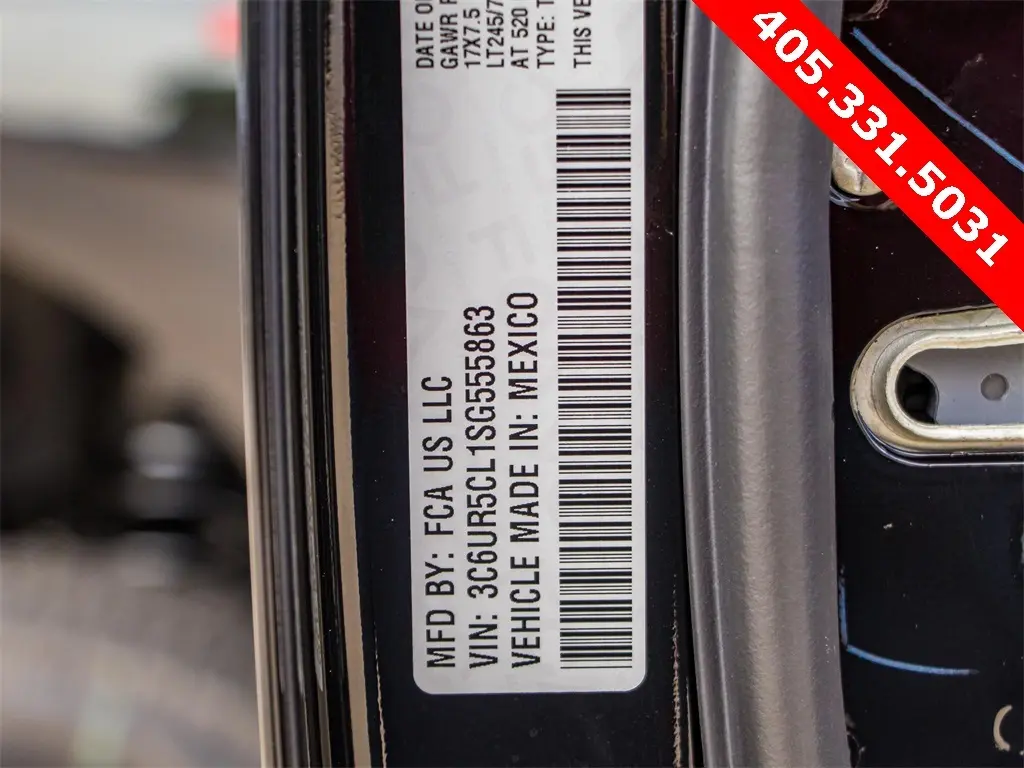 405.331.5031
DATE O
GAWR
17X7.5
LT245/7
AT 520
TYPE:
THIS VE
MFD BY: FCA US LLC
VIN: 3C6UR5CL1SG555863
VEHICLE MADE IN: MEXICO